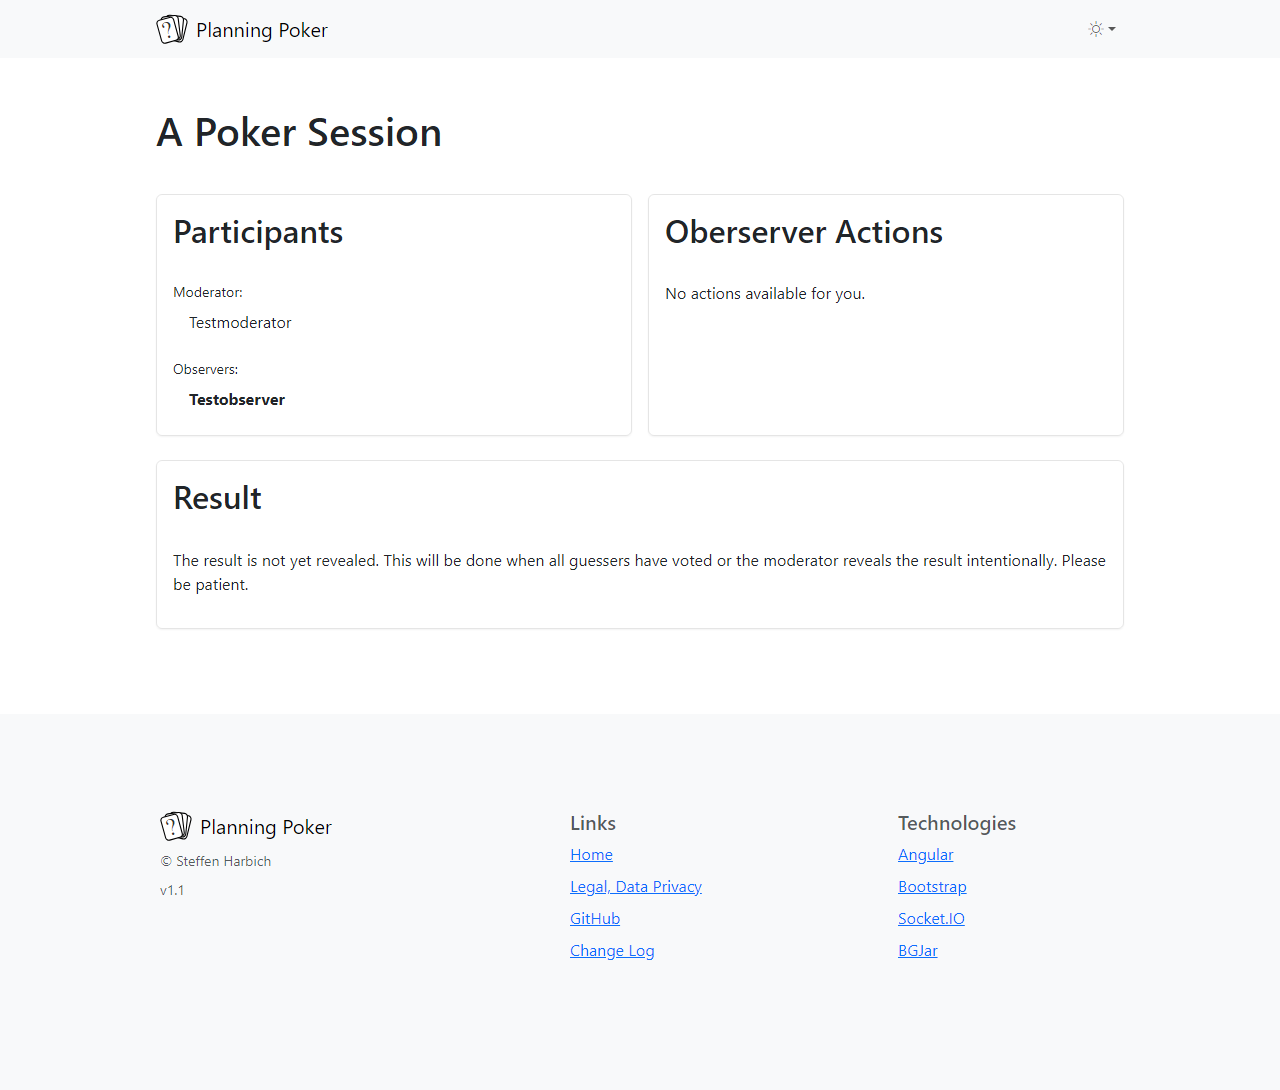 Planning Poker
A Poker Session
Participants
Moderator:
Testmoderator
Observers:
Testobserver
Oberserver Actions
No actions available for you.
Result
The result is not yet revealed. This will be done when all guessers have voted or the moderator reveals the result intentionally. Please
be patient.
? Planning Poker
© Steffen Harbich
v1.1
Links
Home
Legal, Data Privacy
GitHub
Change Log
Technologies
Angular
Bootstrap
Socket.IO
BGJar